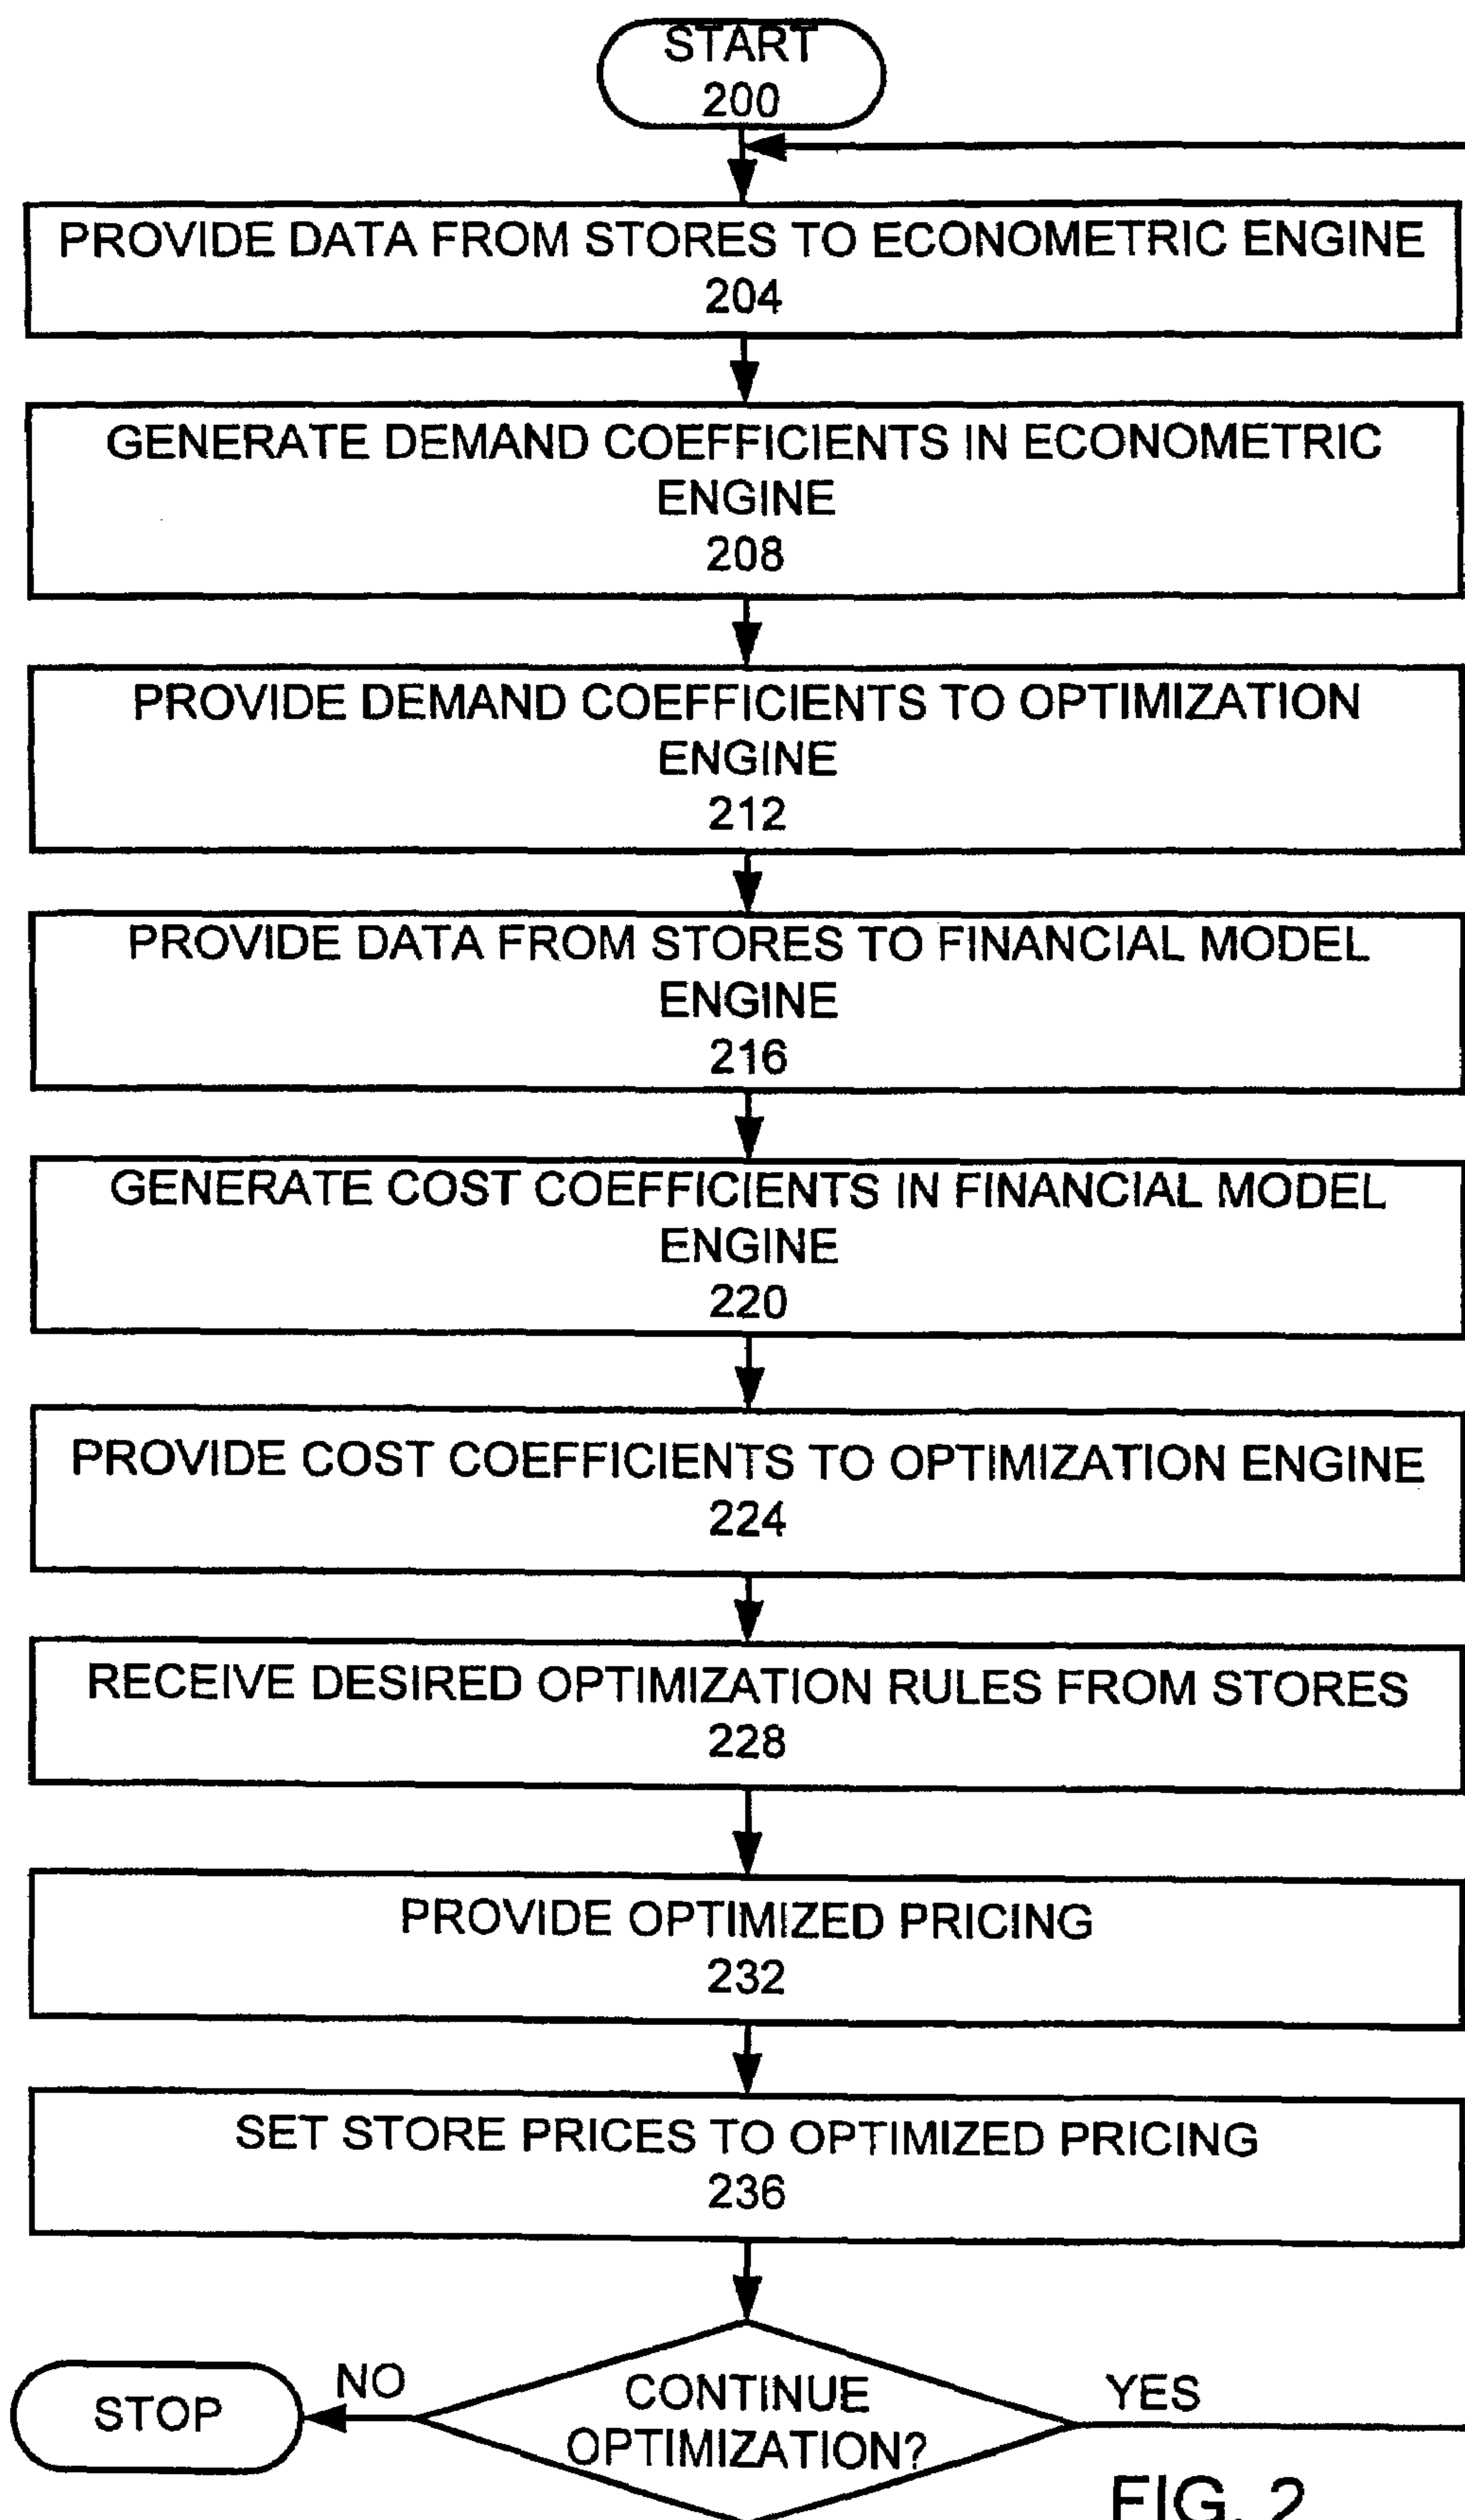 START
200
PROVIDE DATA FROM STORES TO ECONOMETRIC ENGINE
204
GENERATE DEMAND COEFFICIENTS IN ECONOMETRIC
ENGINE
208
PROVIDE DEMAND COEFFICIENTS TO OPTIMIZATION
ENGINE
212
PROVIDE DATA FROM STORES TO FINANCIAL MODEL
ENGINE
216
GENERATE COST COEFFICIENTS IN FINANCIAL MODEL
ENGINE
220
PROVIDE COST COEFFICIENTS TO OPTIMIZATION ENGINE
224
RECEIVE DESIRED OPTIMIZATION RULES FROM STORES
228
PROVIDE OPTIMIZED PRICING
232
SET STORE PRICES TO OPTIMIZED PRICING
236
STOP
NO
CONTINUE
OPTIMIZATION?
YES
FIG. 2